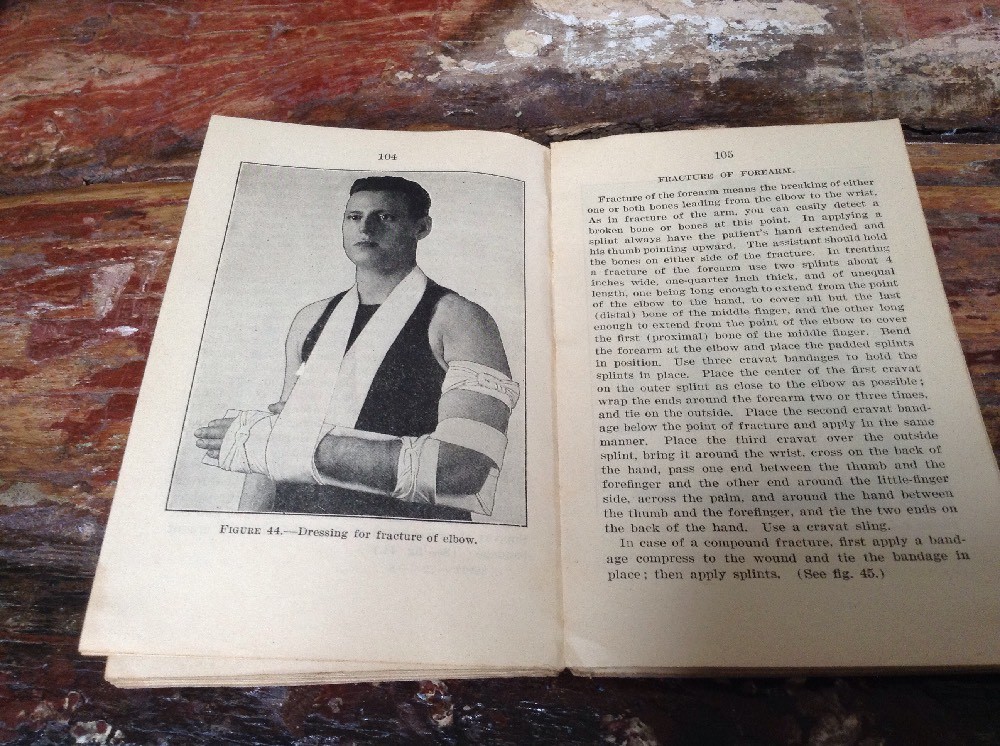 104
FIGURE 44.—Dressing for fracture of elbow.
105
FRACTURE OF FOREARM.
Fracture of the forearm means the breaking of either
one or both bones leading from the elbow to the wrist.
As in fracture of the arm, you can easily detect a
broken bone or bones at this point. In applying a
splint always have the patient's hand extended and
his thumb pointing upward. The assistant should hold
the bones on either side of the fracture. In treating
a fracture of the forearm use two splints about 4
inches wide, one-quarter inch thick, and of unequal
length, one being long enough to extend from the point
of the elbow to the hand, to cover all but the last
(distal) bone of the middle finger, and the other long
enough to extend from the point of the elbow to cover
the first (proximal) bone of the middle finger. Bend
the forearm at the elbow and place the padded splints
in position. Use three cravat bandages to hold the
splints in place. Place the center of the first cravat
on the outer splint as close to the elbow as possible;
wrap the ends around the forearm two or three times,
and tie on the outside. Place the second cravat band-
age below the point of fracture and apply in the same
manner. Place the third cravat over the outside
splint, bring it around the wrist, cross on the back of
the hand, pass one end between the thumb and the
forefinger and the other end around the little-finger
side, across the palm, and around the hand between
the thumb and the forefinger, and tie the two ends on
the back of the hand. Use a cravat sling.
In case of a compound fracture, first apply a band-
age compress to the wound and tie the bandage in
place; then apply splints. (See fig. 45.)